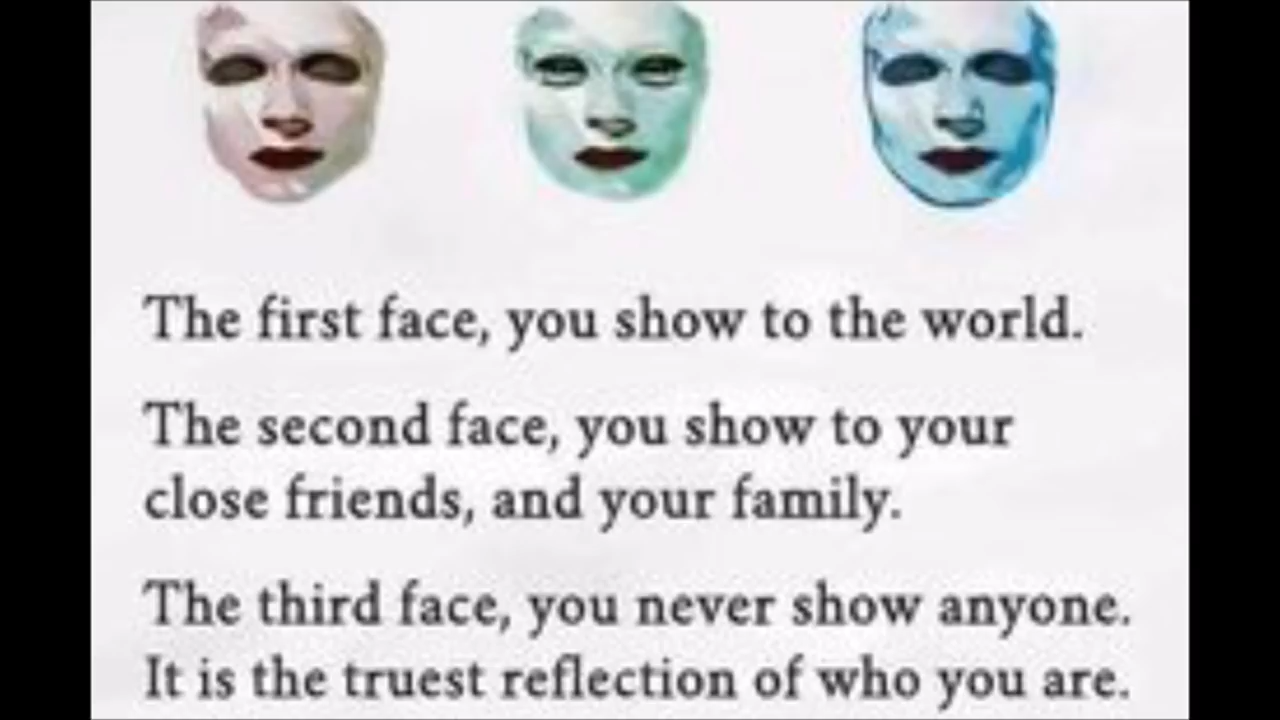 The first face, you show to the world.
The second face, you show to your
close friends, and your family.
The third face, you never show anyone.
It is the truest reflection of who you are.